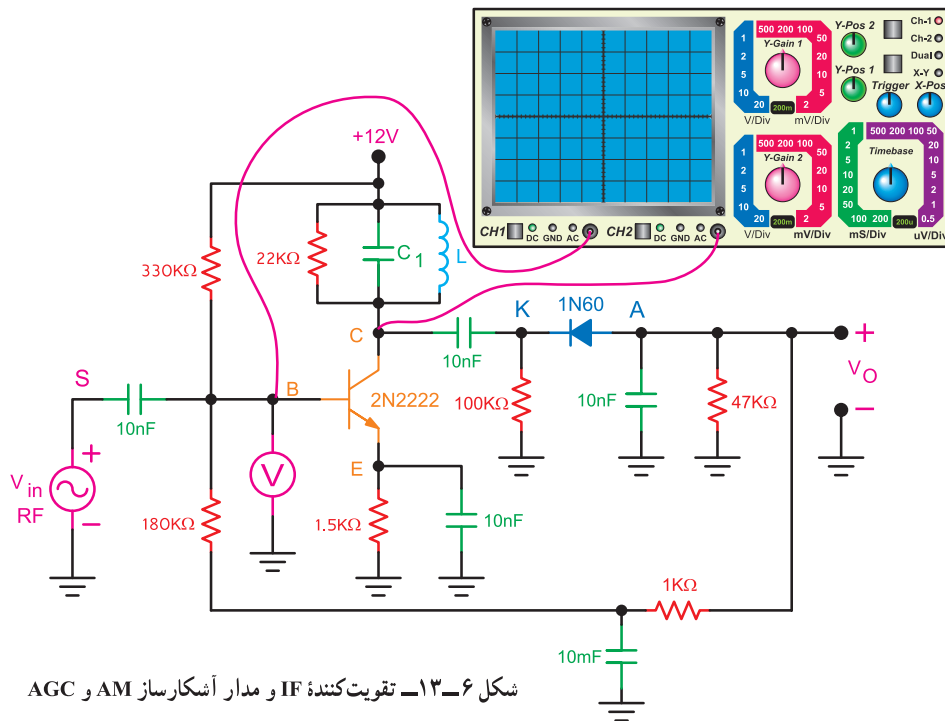 Y-Pos 2
Ch-1
Ch-2
Dual
X-Y
500 200 100
1
2
5
10
20
50
10
5
2
Y-Gain 1
200m
V/Div
mV/Div
Y-Pos 1
Trigger
X-Pos
500 200 100
1
2
5
10
20
50
10
5
2
Y-Gain 2
200m
V/Div
mV/Div
500 200 100 50
1
2
5
10
20
50
100 200
20
10
5
2
1
0.5
Timebase
200u
mS/Div
uV/Div
CH1
DC
GND
AC
CH2
DC
GND
AC
+12V
330KΩ
22KΩ
C1
L
C
10nF
K
1N60
A
+
VO
−
100KΩ
10nF
47KΩ
S
10nF
B
2N2222
V
E
+
Vin
RF
−
180KΩ
1.5KΩ
10nF
1KΩ
10mF
شکل ۶ــ۱۳ــ تقویت‌کنندهٔ IF و مدار آشکارساز AM و AGC